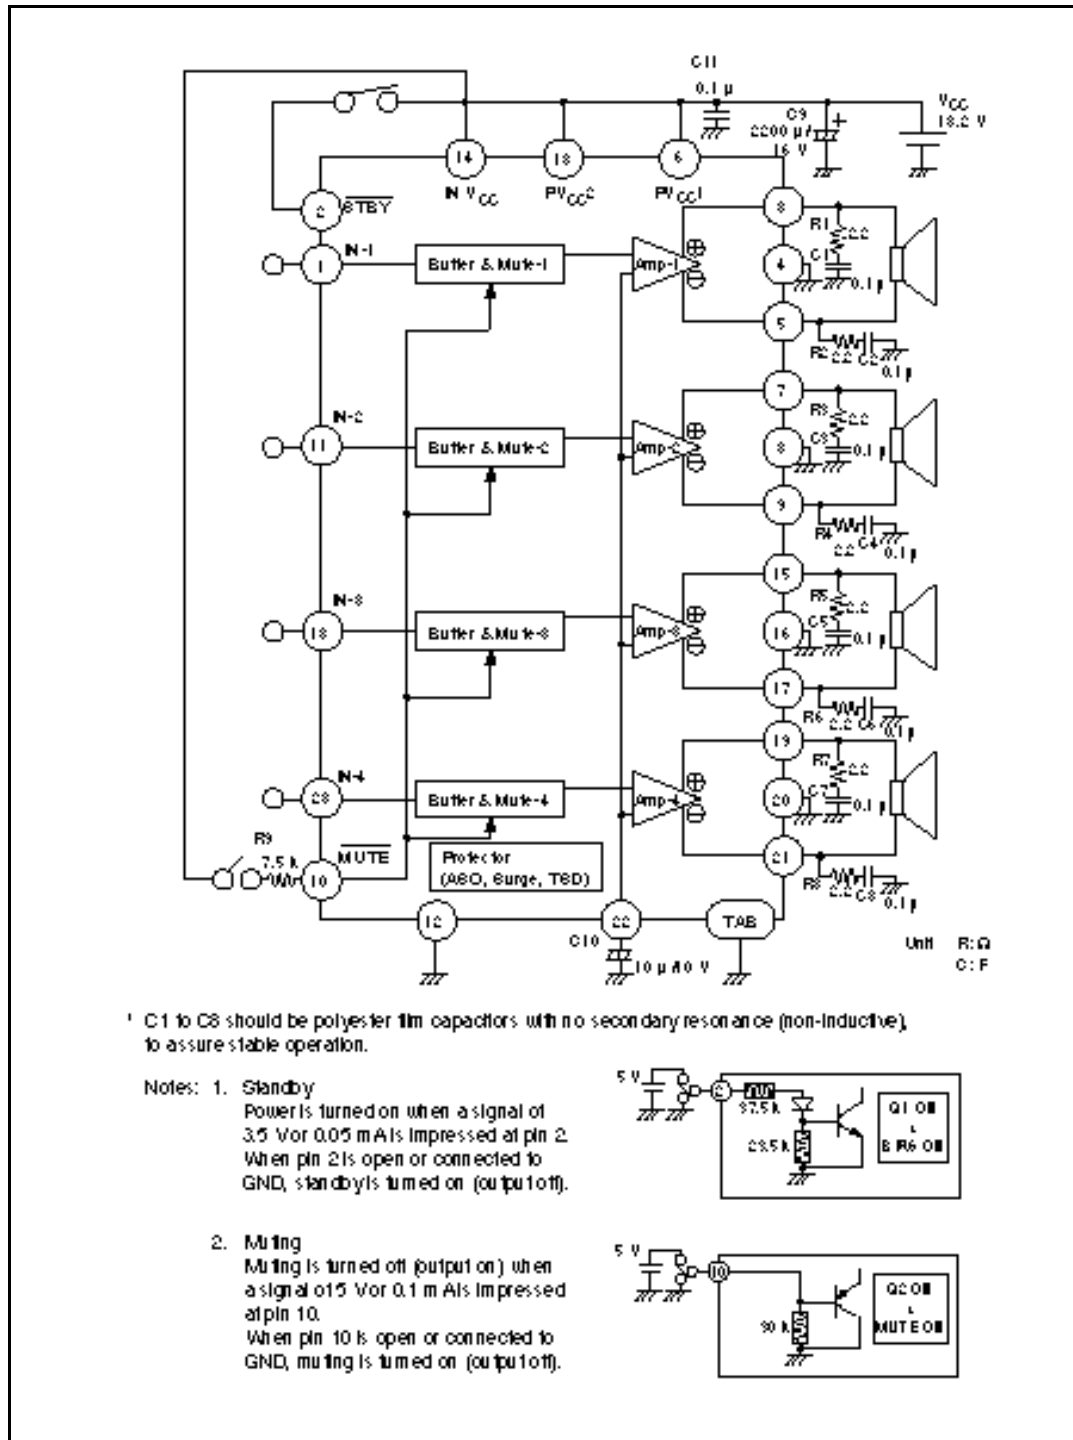 C11
0.1 µ
C9
2200 µ/
16 V
+
VCC
13.2 V
14
18
6
IN VCC
PVCC2
PVCC1
2
STBY
3
R1
2.2
C1
0.1 µ
4
1
IN-1
Buffer & Mute-1
Amp-1
5
R2
2.2
C2
0.1 µ
7
R3
2.2
C3
0.1 µ
8
IN-2
11
Buffer & Mute-2
Amp-2
9
R4
2.2
C4
0.1 µ
15
R5
2.2
C5
0.1 µ
16
IN-3
13
Buffer & Mute-3
Amp-3
17
R6
2.2
C6
0.1 µ
19
R7
2.2
C7
0.1 µ
20
IN-4
23
Buffer & Mute-4
Amp-4
21
R8
2.2
C8
0.1 µ
R9
7.5 k
10
MUTE
Protector
(ASO, Surge, TSD)
12
22
TAB
C10
10 µ/10 V
Unit R: Ω
C: F
* C1 to C8 should be polyester film capacitors with no secondary resonance (non-inductive),
to assure stable operation.
Notes: 1. Standby
Power is turned on when a signal of
3.5 V or 0.05 mA is impressed at pin 2.
When pin 2 is open or connected to
GND, standby is turned on (output off).
5 V
2
37.5 k
23.5 k
Q1 ON
↓
BIAS ON
2. Muting
Muting is turned off (output on) when
a signal of 5 V or 0.1 mA is impressed
at pin 10.
When pin 10 is open or connected to
GND, muting is turned on (output off).
5 V
10
30 k
Q2 ON
↓
MUTE ON